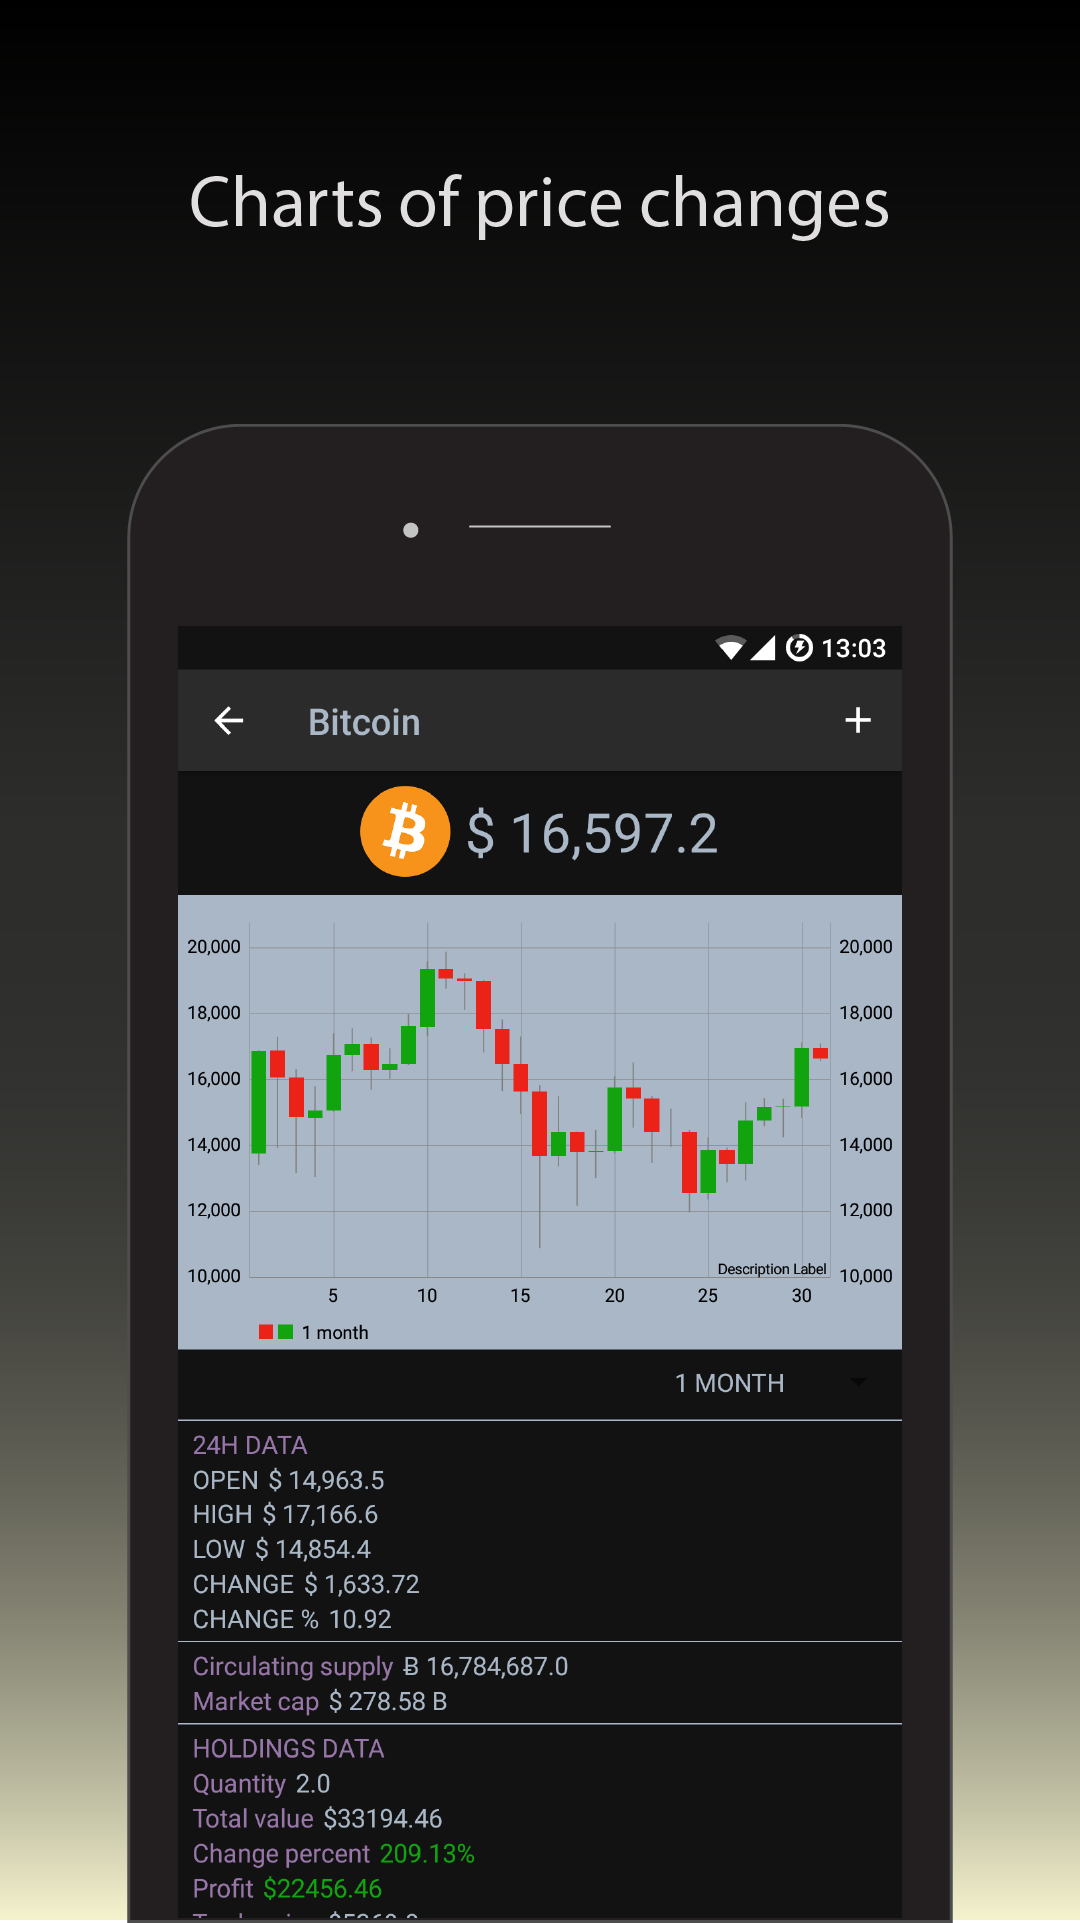 Charts of price changes
13:03
Bitcoin
$ 16,597.2
20,000 20,000
18,000 18,000
16,000 16,000
14,000 14,000
12,000 12,000
Description Label
10,000 10,000
5 10 15 20 25 30
1 month
1 MONTH
24H DATA
OPEN $ 14,963.5
HIGH $ 17,166.6
LOW $ 14,854.4
CHANGE $ 1,633.72
CHANGE % 10.92
Circulating supply Ƀ 16,784,687.0
Market cap $ 278.58 B
HOLDINGS DATA
Quantity 2.0
Total value $33194.46
Change percent 209.13%
Profit $22456.46